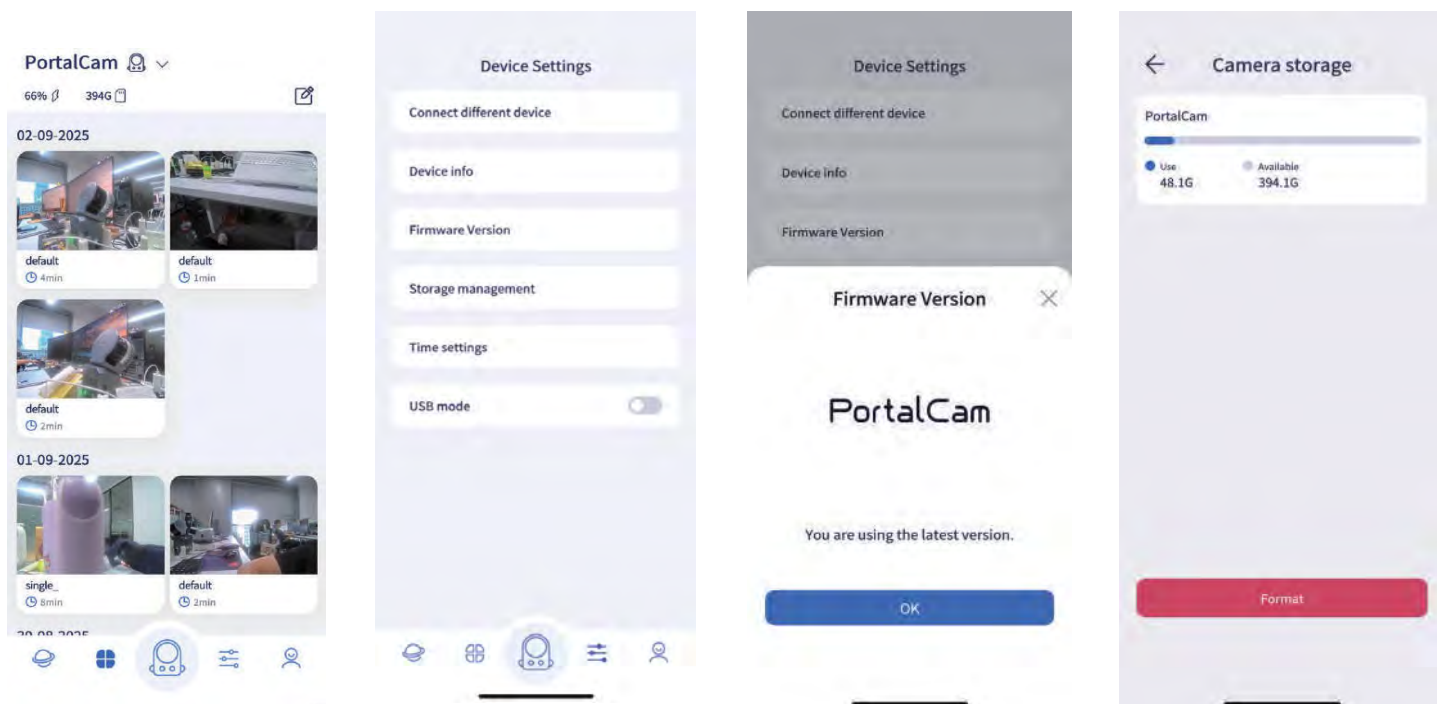 PortalCam
66% 394G
02-09-2025
default
4min
default
1min
default
2min
01-09-2025
single_
8min
default
2min
Device Settings
Connect different device
Device info
Firmware Version
Storage management
Time settings
USB mode
Device Settings
Connect different device
Device info
Firmware Version
Firmware Version
PortalCam
You are using the latest version.
OK
Camera storage
PortalCam
Use
48.1G
Available
394.1G
Format